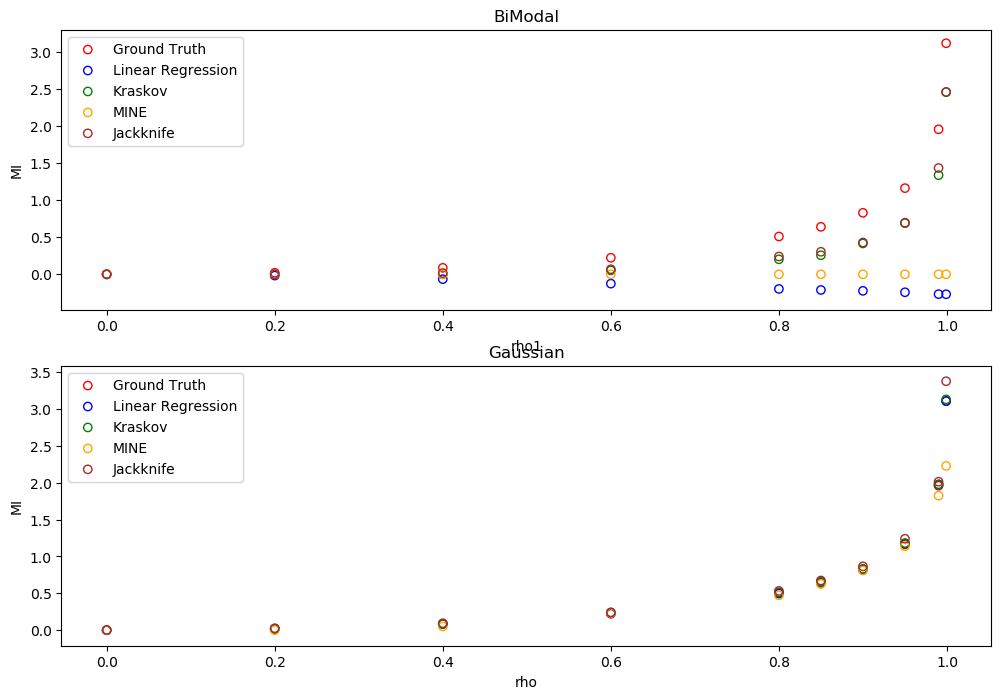 BiModal
3.0
2.5
2.0
1.5
1.0
0.5
0.0
MI
Ground Truth
Linear Regression
Kraskov
MINE
Jackknife
0.0 0.2 0.4 0.6 0.8 1.0
rho1
Gaussian
3.5
3.0
2.5
2.0
1.5
1.0
0.5
0.0
MI
Ground Truth
Linear Regression
Kraskov
MINE
Jackknife
0.0 0.2 0.4 0.6 0.8 1.0
rho